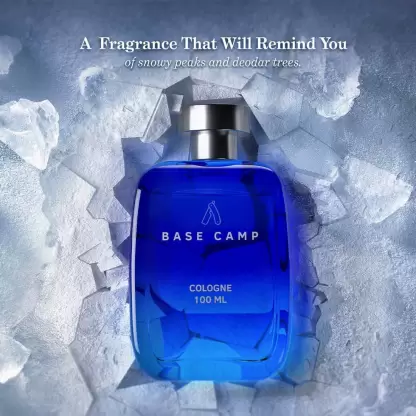 A Fragrance That Will Remind You
of snowy peaks and deodar trees.
BASE CAMP
COLOGNE
100 ML